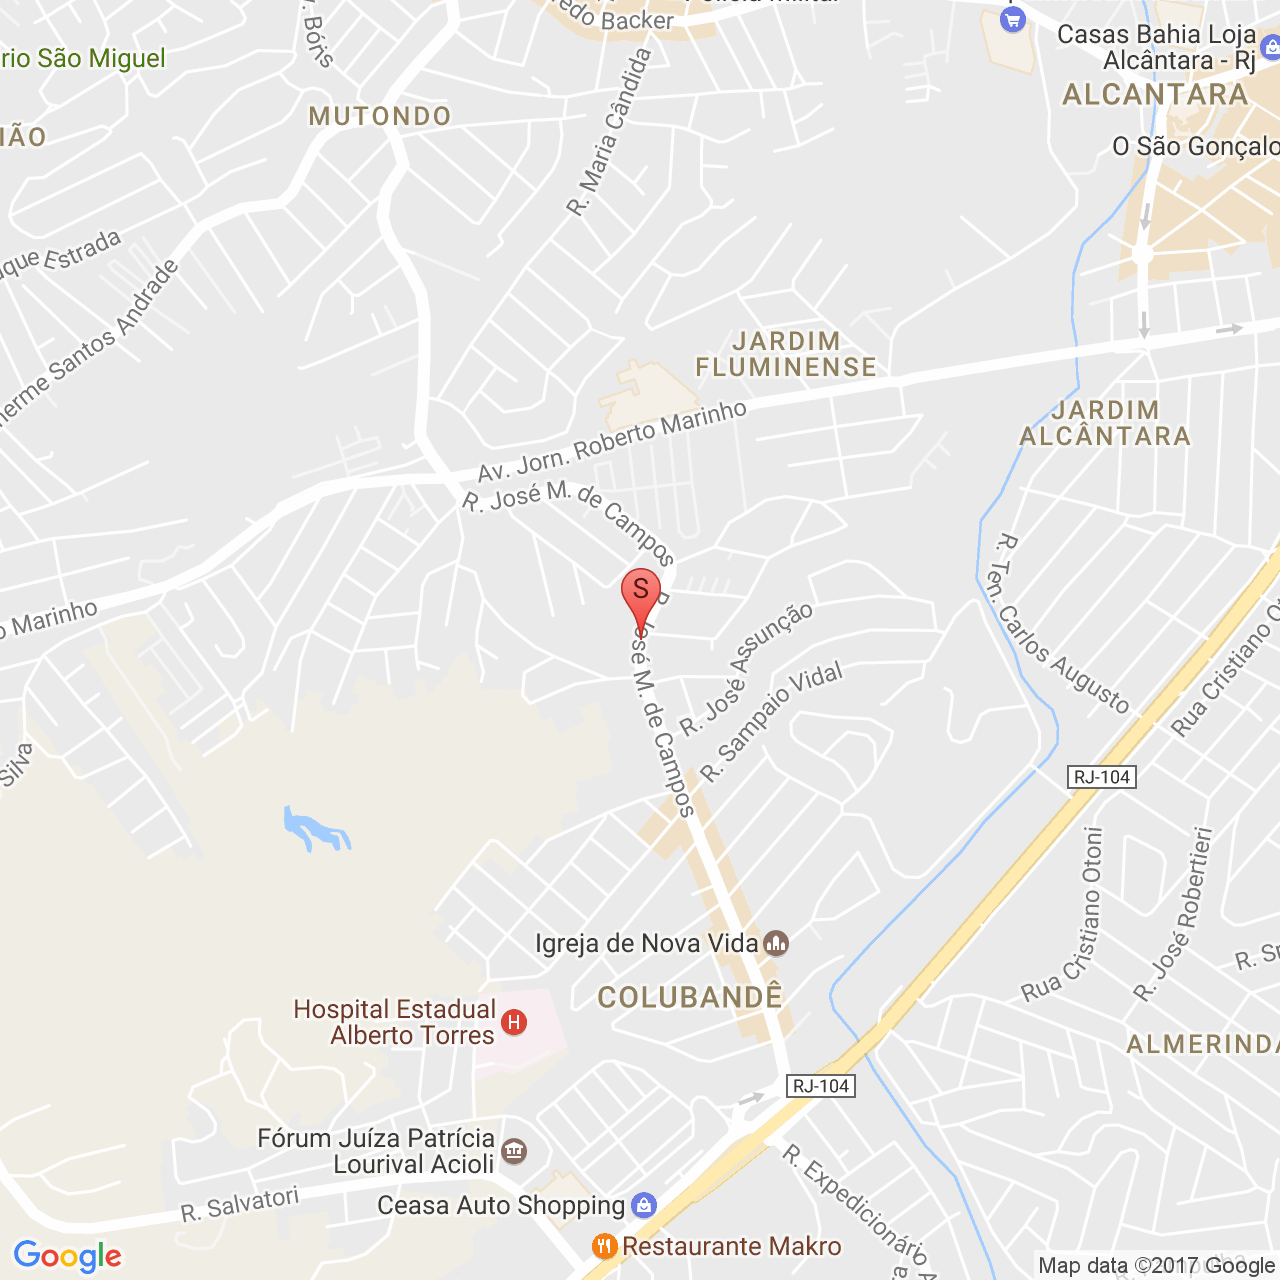 edo Backer
Casas Bahia Loja
Alcântara - Rj
rio São Miguel
r. Bóris
R. Maria Cândida
ALCANTARA
MUTONDO
IÃO
O São Gonçalo
uque Estrada
herme Santos Andrade
JARDIM
FLUMINENSE
JARDIM
ALCÂNTARA
Av. Jorn. Roberto Marinho
R. José M. de Campos
R. Ten. Carlos Augusto
S
o Marinho
R. José M. de Campos
R. José Assunção
R. Sampaio Vidal
Rua Cristiano Ot
Silva
RJ-104
Rua Cristiano Otoni
R. José Robertieri
Igreja de Nova Vida
COLUBANDÊ
Hospital Estadual
Alberto Torres
H
ALMERINDA
RJ-104
Fórum Juíza Patrícia
Lourival Acioli
R. Salvatori
Ceasa Auto Shopping
R. Expedicionário A
Restaurante Makro
Google
Map data ©2017 Google